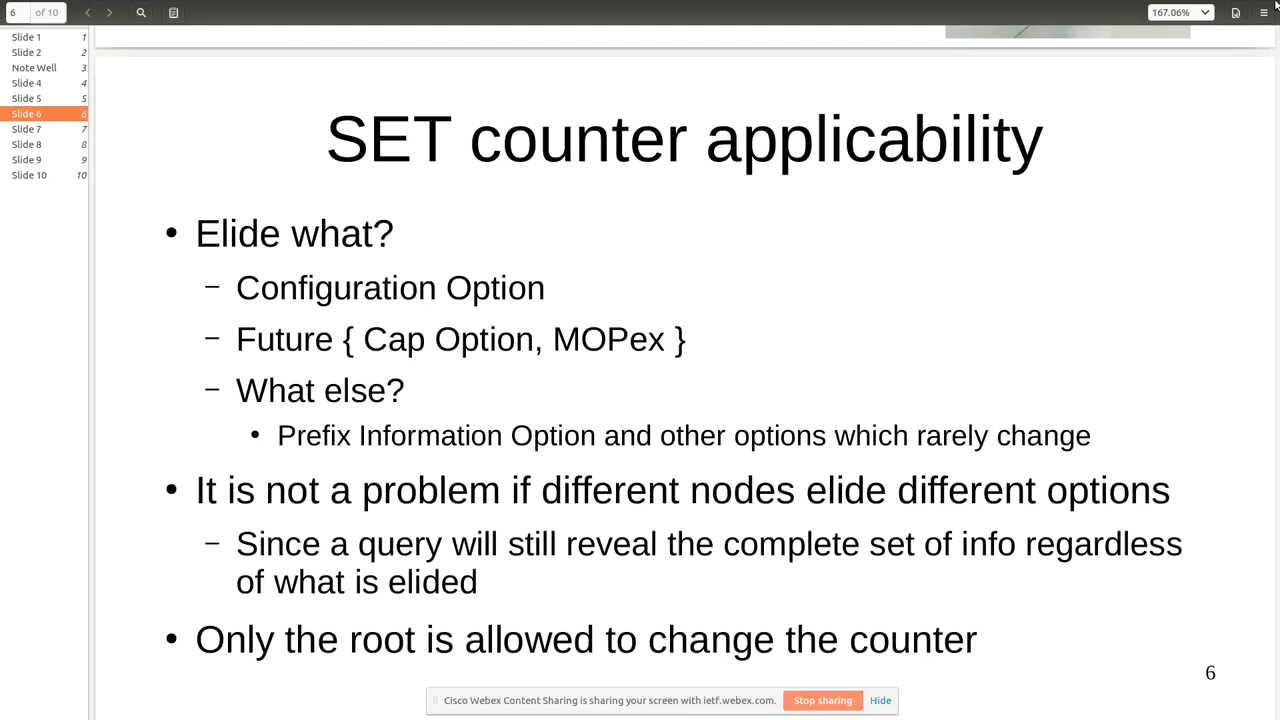 6 of 10
167.06%
Slide 1 1
Slide 2 2
Note Well 3
Slide 4 4
Slide 5 5
Slide 6 6
Slide 7 7
Slide 8 8
Slide 9 9
Slide 10 10
SET counter applicability
• Elide what?
– Configuration Option
– Future { Cap Option, MOPex }
– What else?
• Prefix Information Option and other options which rarely change
• It is not a problem if different nodes elide different options
– Since a query will still reveal the complete set of info regardless
of what is elided
• Only the root is allowed to change the counter
6
Cisco Webex Content Sharing is sharing your screen with ietf.webex.com. Stop sharing Hide